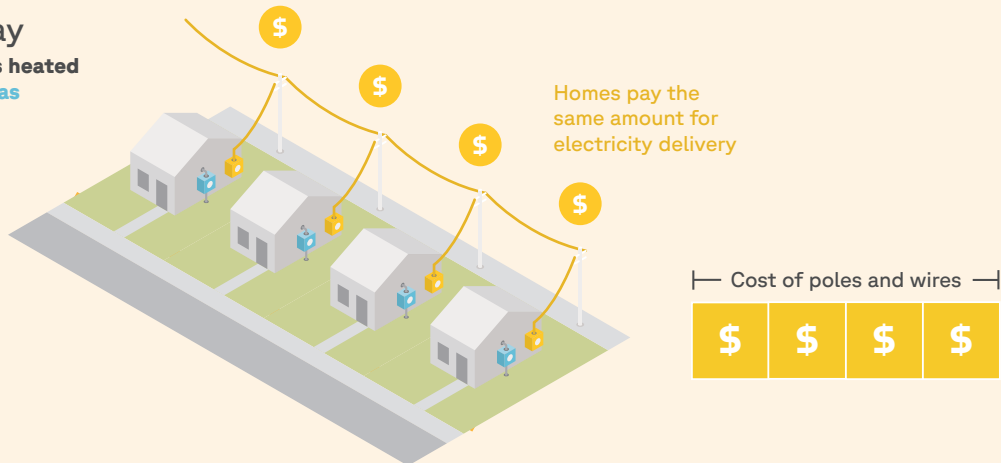 ay
s heated
as
$
$
$
$
Homes pay the
same amount for
electricity delivery
Cost of poles and wires
$ $ $ $